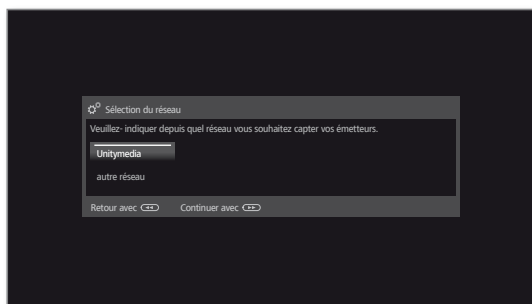 Sélection du réseau
Veuillez- indiquer depuis quel réseau vous souhaitez capter vos émetteurs.
Unitymedia
autre réseau
Retour avec Continuer avec